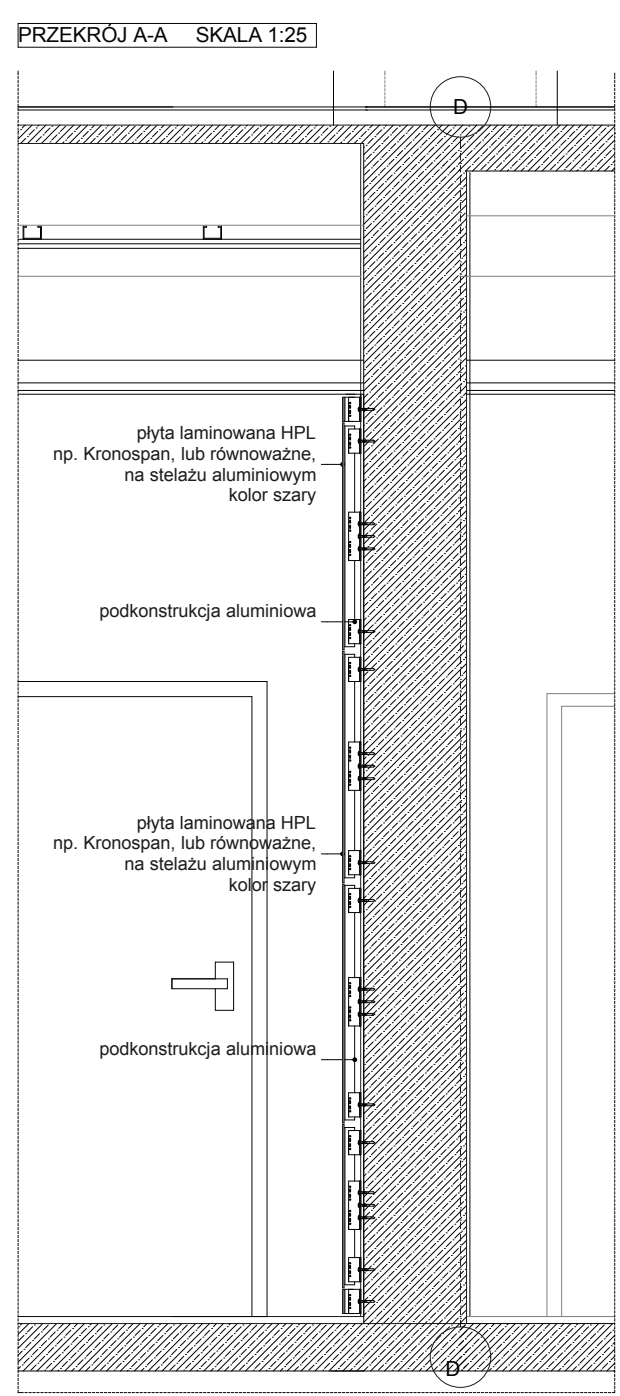 PRZEKRÓJ A-A SKALA 1:25
D
płyta laminowana HPL
np. Kronospan, lub równoważne,
na stelażu aluminiowym
kolor szary
podkonstrukcja aluminiowa
płyta laminowana HPL
np. Kronospan, lub równoważne,
na stelażu aluminiowym
kolor szary
podkonstrukcja aluminiowa
D